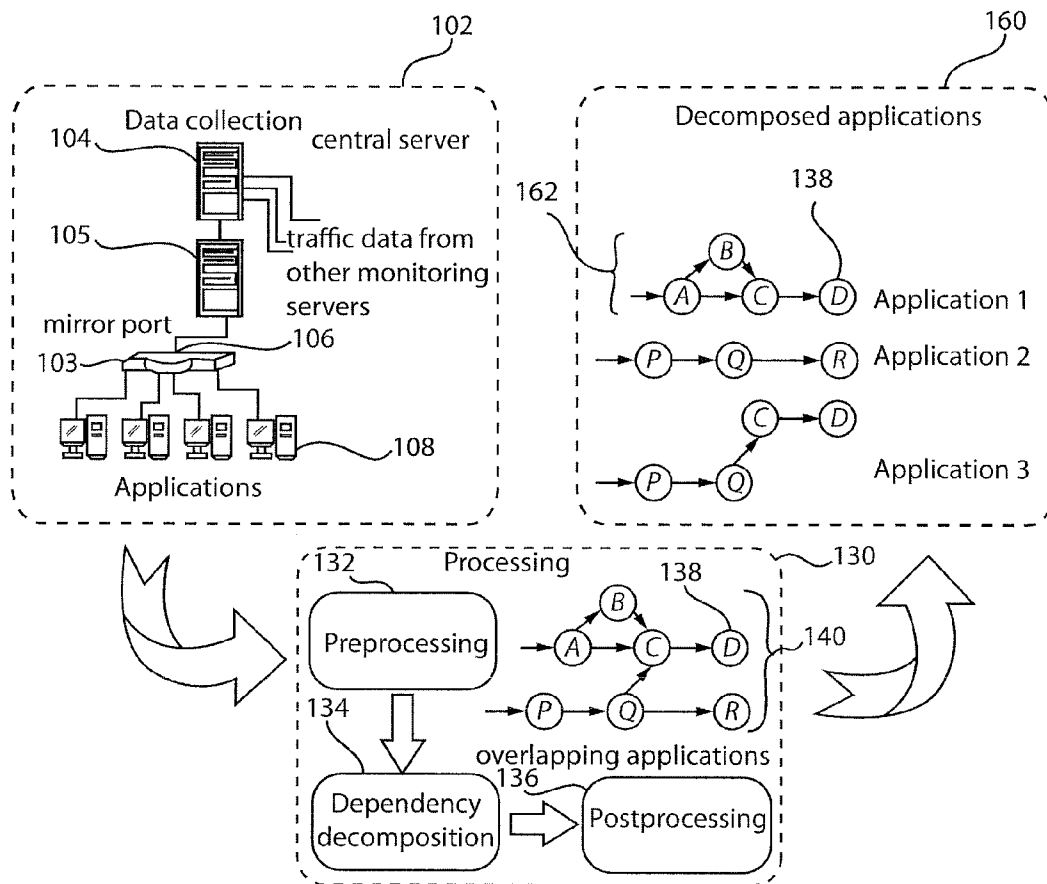 102
160
Data collection
104
central server
105
traffic data from
other monitoring
servers
mirror port
106
103
108
Applications
Decomposed applications
138
162
B
A
C
D
Application 1
P
Q
R
Application 2
C
D
P
Q
Application 3
130
Processing
132
138
Preprocessing
B
A
C
D
140
134
P
Q
R
overlapping applications
136
Dependency
decomposition
Postprocessing